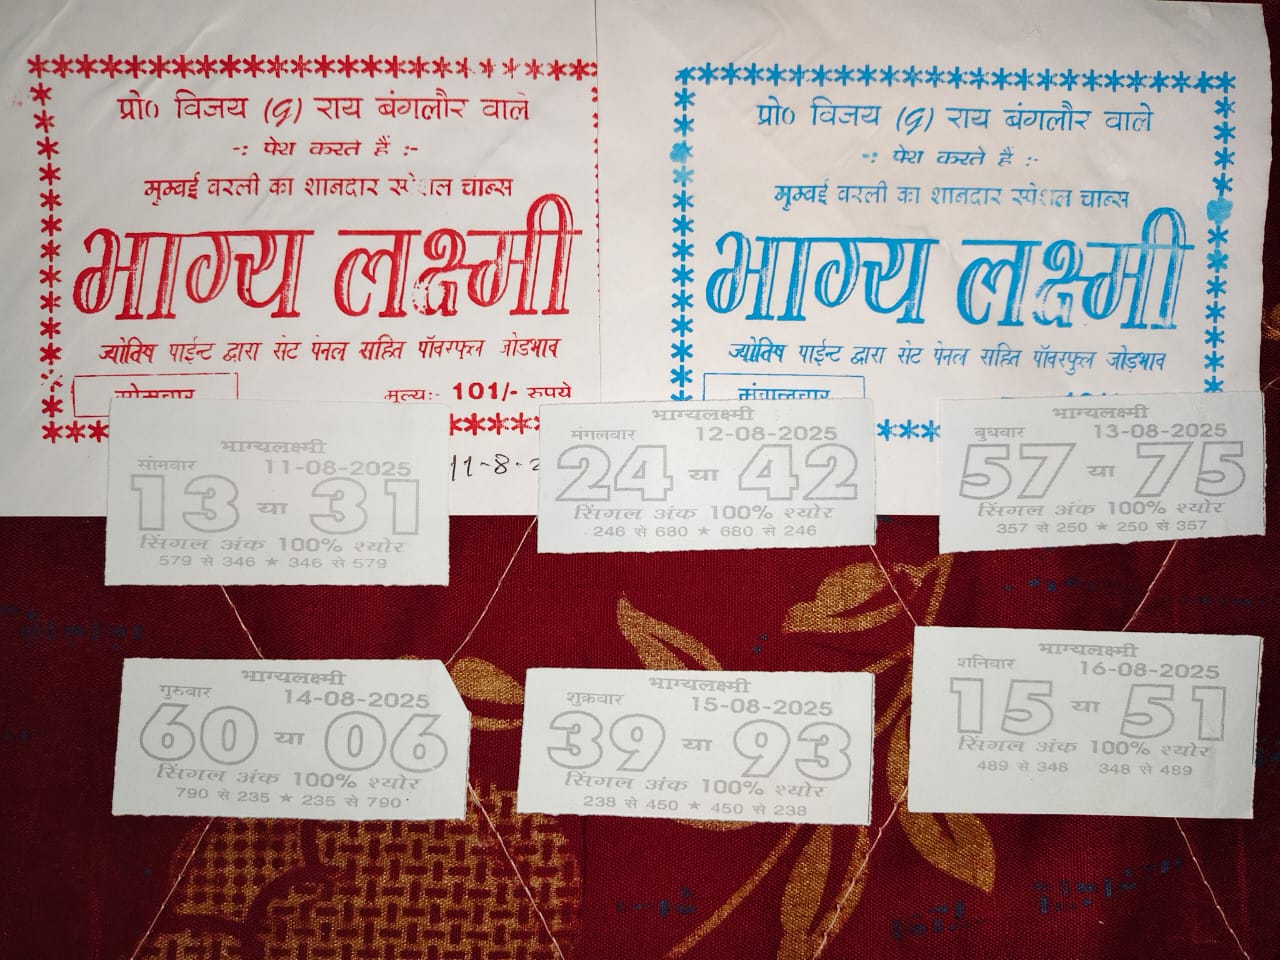 प्रो० विजय (G) राय बंगलौर वाले
-: पेश करते हैं :-
मुम्बई वरली का शानदार स्पेशल चान्स
भाग्य लक्ष्मी
ज्योतिष पाईन्ट द्वारा सेट पेनल सहित पॉवरफुल जोड़भाव
सोमवार
मूल्य:- 101/- रुपये
11-8-2
प्रो० विजय (G) राय बंगलौर वाले
-: पेश करते हैं :-
मुम्बई वरली का शानदार स्पेशल चान्स
भाग्य लक्ष्मी
ज्योतिष पाईन्ट द्वारा सेट पेनल सहित पॉवरफुल जोड़भाव
मंगलवार
भाग्यलक्ष्मी
सोमवार 11-08-2025
13 या 31
सिंगल अंक 100% श्योर
579 से 346 ★ 346 से 579
भाग्यलक्ष्मी
मंगलवार 12-08-2025
24 या 42
सिंगल अंक 100% श्योर
246 से 680 ★ 680 से 246
भाग्यलक्ष्मी
बुधवार 13-08-2025
57 या 75
सिंगल अंक 100% श्योर
357 से 250 ★ 250 से 357
भाग्यलक्ष्मी
गुरुवार 14-08-2025
60 या 06
सिंगल अंक 100% श्योर
790 से 235 ★ 235 से 790
भाग्यलक्ष्मी
शुक्रवार 15-08-2025
39 या 93
सिंगल अंक 100% श्योर
238 से 450 ★ 450 से 238
भाग्यलक्ष्मी
शनिवार 16-08-2025
15 या 51
सिंगल अंक 100% श्योर
489 से 348 348 से 489